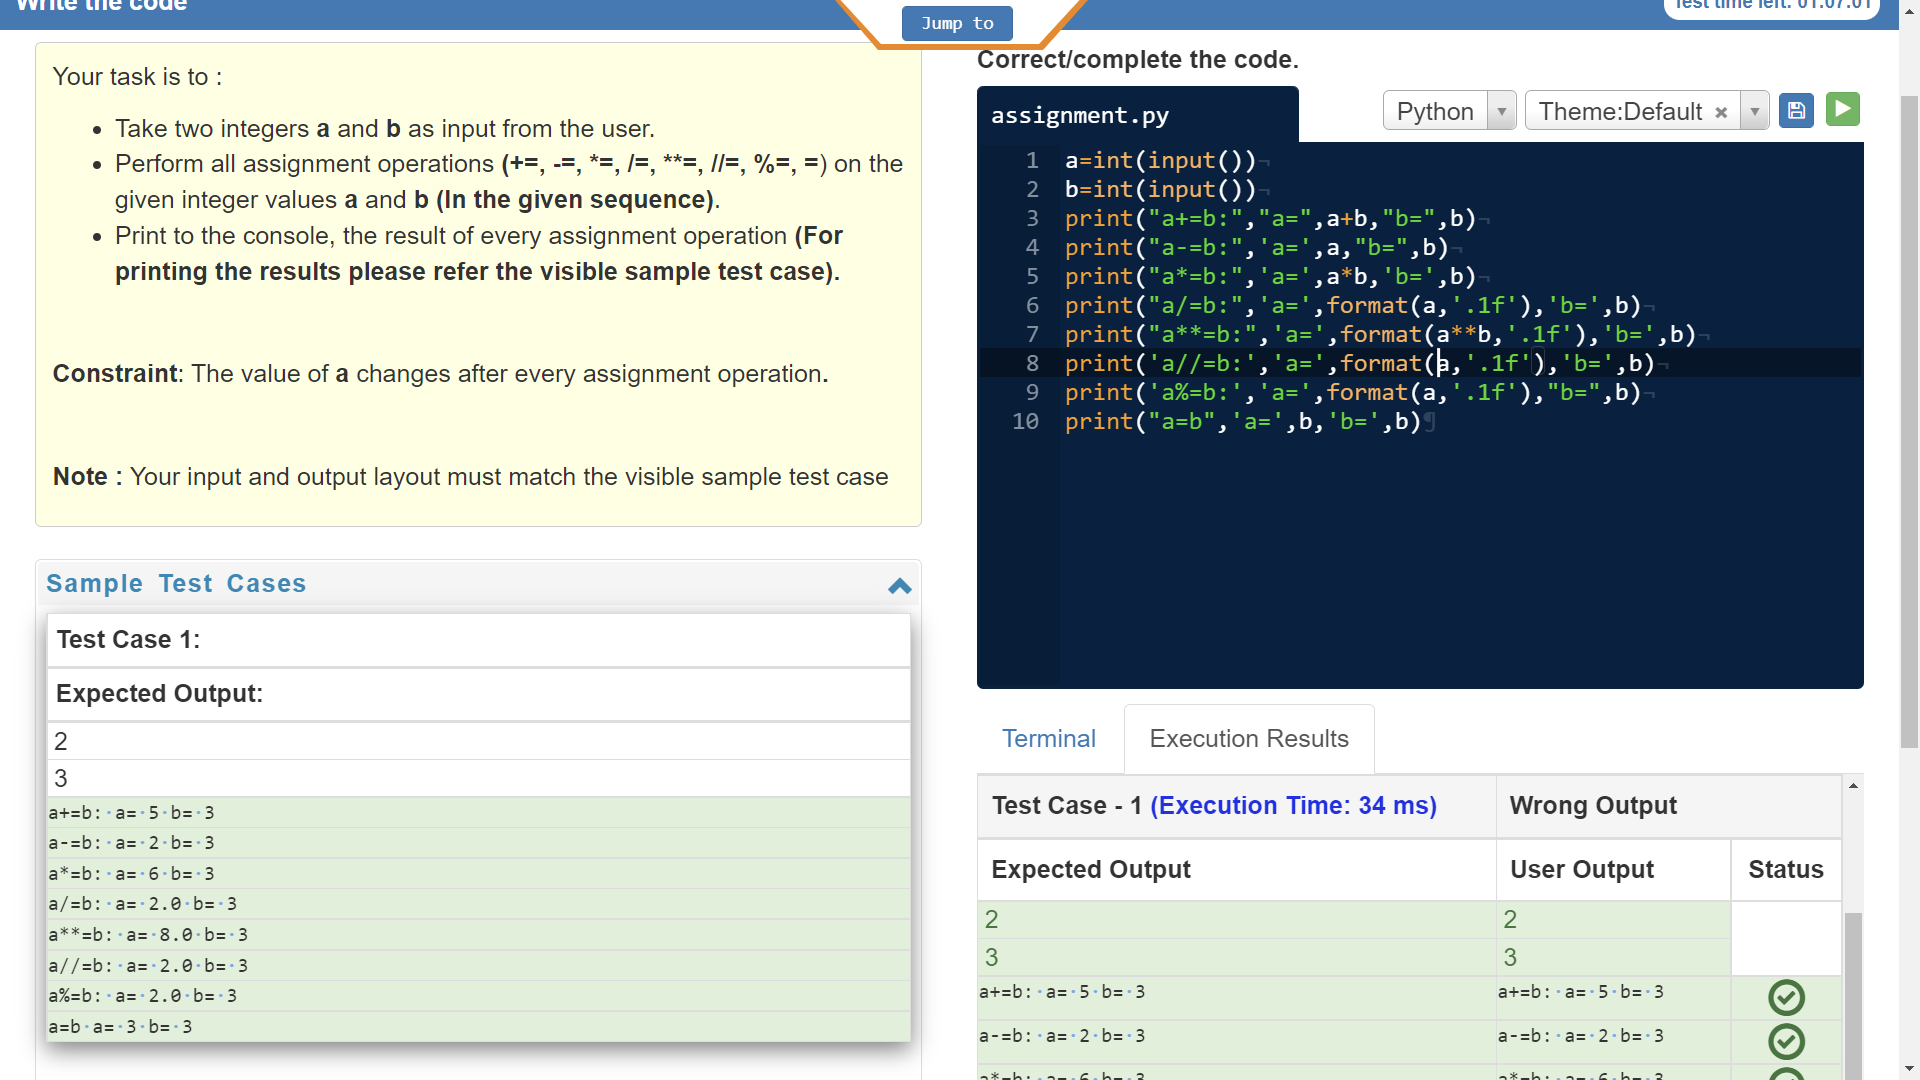 Write the code
Test time left: 01:07:01
Jump to
Your task is to :
Take two integers a and b as input from the user.
Perform all assignment operations (+=, -=, *=, /=, **=, //=, %=, =) on the
given integer values a and b (In the given sequence).
Print to the console, the result of every assignment operation (For
printing the results please refer the visible sample test case).
Constraint: The value of a changes after every assignment operation.
Note : Your input and output layout must match the visible sample test case
Sample Test Cases
Test Case 1:
Expected Output:
2
3
a+=b:·a=·5·b=·3
a-=b:·a=·2·b=·3
a*=b:·a=·6·b=·3
a/=b:·a=·2.0·b=·3
a**=b:·a=·8.0·b=·3
a//=b:·a=·2.0·b=·3
a%=b:·a=·2.0·b=·3
a=b·a=·3·b=·3
Correct/complete the code.
assignment.py
Python
Theme:Default ×
1 a=int(input())¬
2 b=int(input())¬
3 print("a+=b:","a=",a+b,"b=",b)¬
4 print("a-=b:",'a=',a,"b=",b)¬
5 print("a*=b:",'a=',a*b,'b=',b)¬
6 print("a/=b:",'a=',format(a,'.1f'),'b=',b)¬
7 print("a**=b:",'a=',format(a**b,'.1f'),'b=',b)¬
8 print('a//=b:','a=',format(a,'.1f'),'b=',b)¬
9 print('a%=b:','a=',format(a,'.1f'),"b=",b)¬
10 print("a=b",'a=',b,'b=',b)¶
Terminal
Execution Results
Test Case - 1 (Execution Time: 34 ms) Wrong Output
Expected Output User Output Status
2 2
3 3
a+=b:·a=·5·b=·3 a+=b:·a=·5·b=·3
a-=b:·a=·2·b=·3 a-=b:·a=·2·b=·3
a*=b:·a=·6·b=·3 a*=b:·a=·6·b=·3